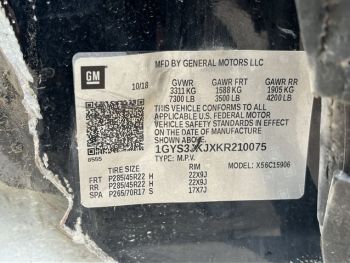 MFD BY GENERAL MOTORS LLC
GM
10/18
GVWR GAWR FRT GAWR RR
3311 KG 1588 KG 1905 KG
7300 LB 3500 LB 4200 LB
THIS VEHICLE CONFORMS TO ALL
APPLICABLE U.S. FEDERAL MOTOR
VEHICLE SAFETY
STANDARDS IN EFFECT ON THE DATE OF
MANUFACTURE SHOWN ABOVE.
TYPE: M.P.V. MODEL: X56C15906
TIRE SIZE RIM
FRT P285/45R22 H 22X9J
RR P285/45R22 H 22X9J
SPA P265/70R17 S 17X7J